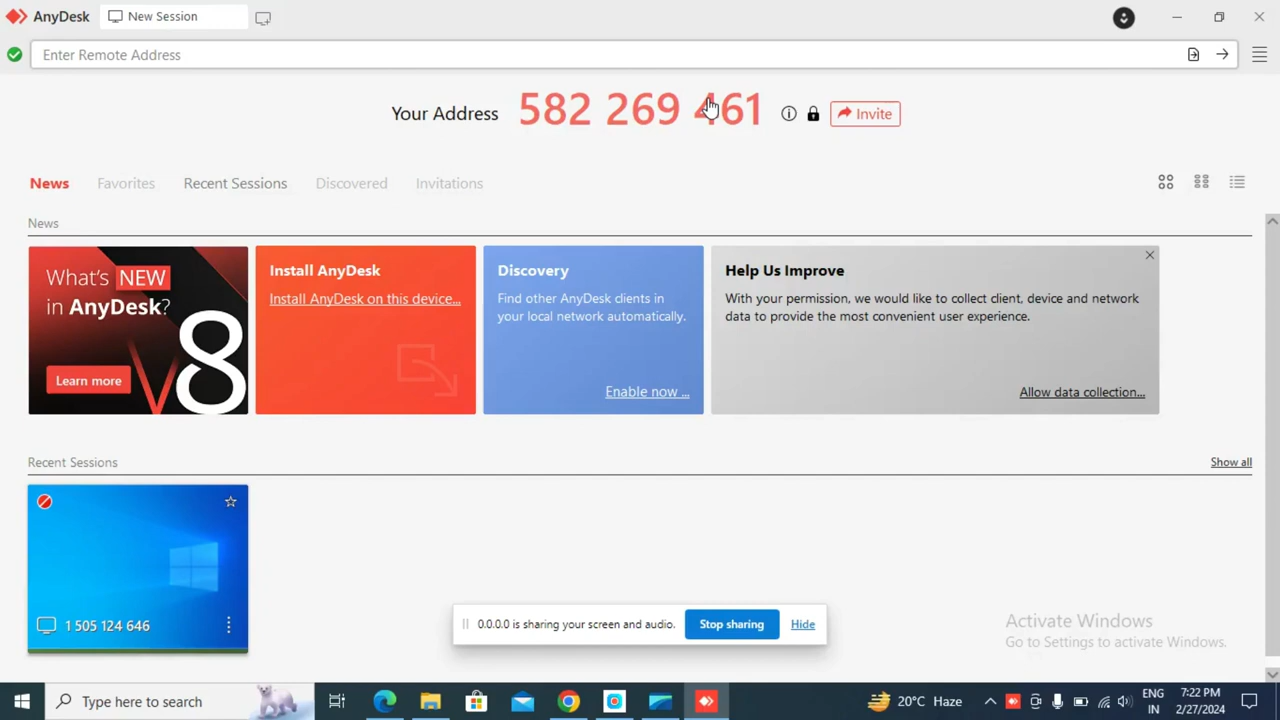 AnyDesk New Session
Enter Remote Address
Your Address 582 269 461 Invite
News Favorites Recent Sessions Discovered Invitations
News
What's NEW
in AnyDesk?
V8
Learn more
Install AnyDesk
Install AnyDesk on this device...
Discovery
Find other AnyDesk clients in
your local network automatically.
Enable now ...
Help Us Improve
With your permission, we would like to collect client, device and network
data to provide the most convenient user experience.
Allow data collection...
Recent Sessions Show all
1 505 124 646
0.0.0.0 is sharing your screen and audio. Stop sharing Hide
Activate Windows
Go to Settings to activate Windows.
Type here to search
20°C Haze
ENG
IN
7:22 PM
2/27/2024